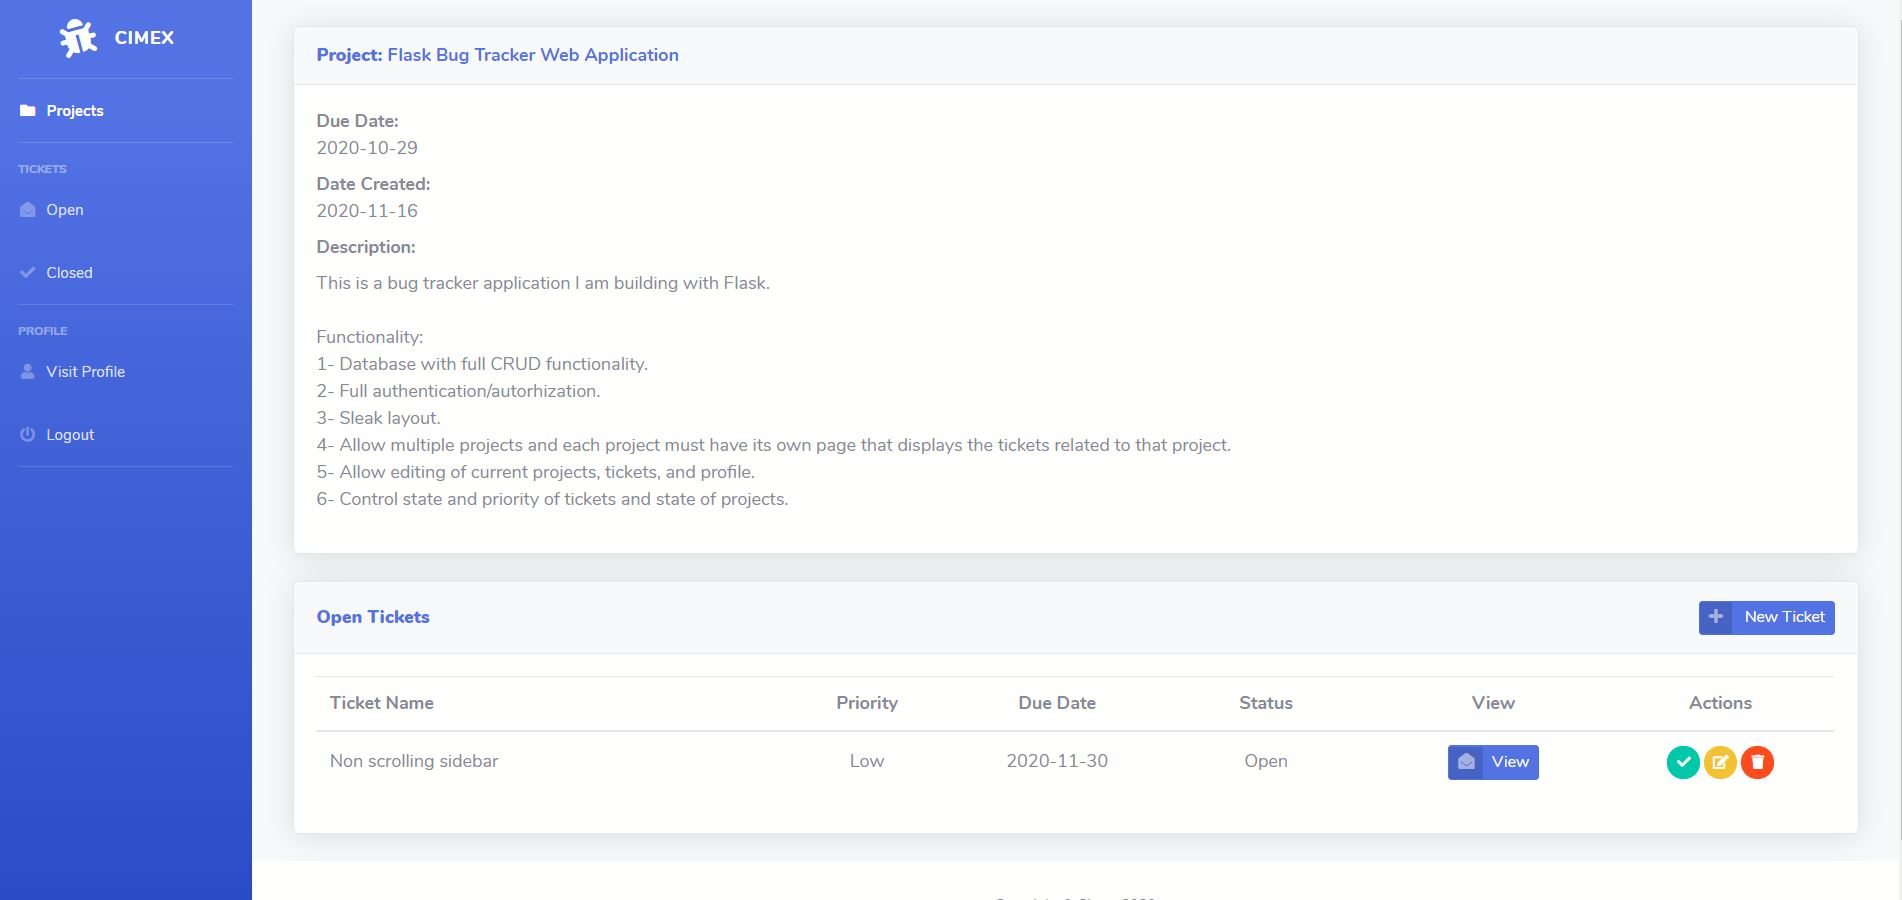 CIMEX
Projects
TICKETS
Open
Closed
PROFILE
Visit Profile
Logout
Project: Flask Bug Tracker Web Application
Due Date:
2020-10-29
Date Created:
2020-11-16
Description:
This is a bug tracker application I am building with Flask.
Functionality:
1- Database with full CRUD functionality.
2- Full authentication/autorhization.
3- Sleak layout.
4- Allow multiple projects and each project must have its own page that displays the tickets related to that project.
5- Allow editing of current projects, tickets, and profile.
6- Control state and priority of tickets and state of projects.
Open Tickets
New Ticket
Ticket Name Priority Due Date Status View Actions
Non scrolling sidebar Low 2020-11-30 Open View